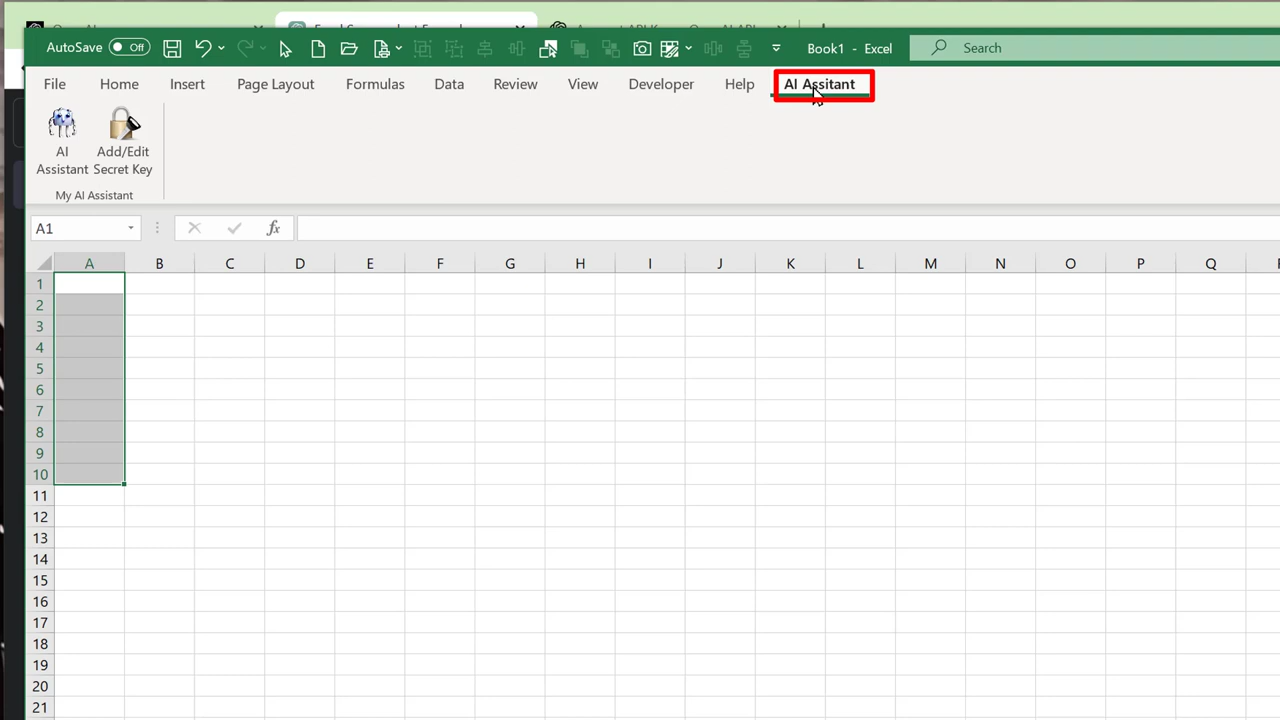 AutoSave Off Book1 - Excel Search
File Home Insert Page Layout Formulas Data Review View Developer Help AI Assitant
AI
Assistant
Add/Edit
Secret Key
My AI Assistant
A1 fx
A B C D E F G H I J K L M N O P Q
1
2
3
4
5
6
7
8
9
10
11
12
13
14
15
16
17
18
19
20
21